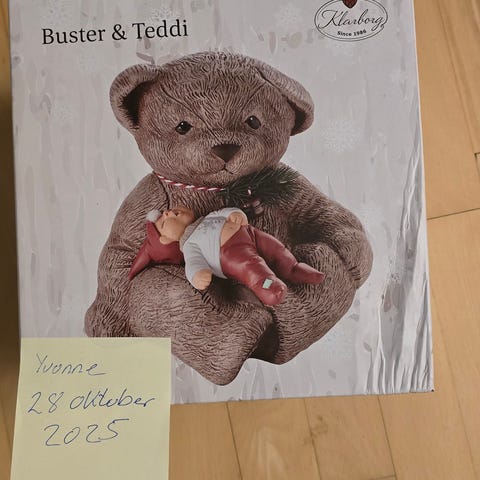 Buster & Teddi
Klarborg
Since 1986
Yvonne
28 oktober
2025